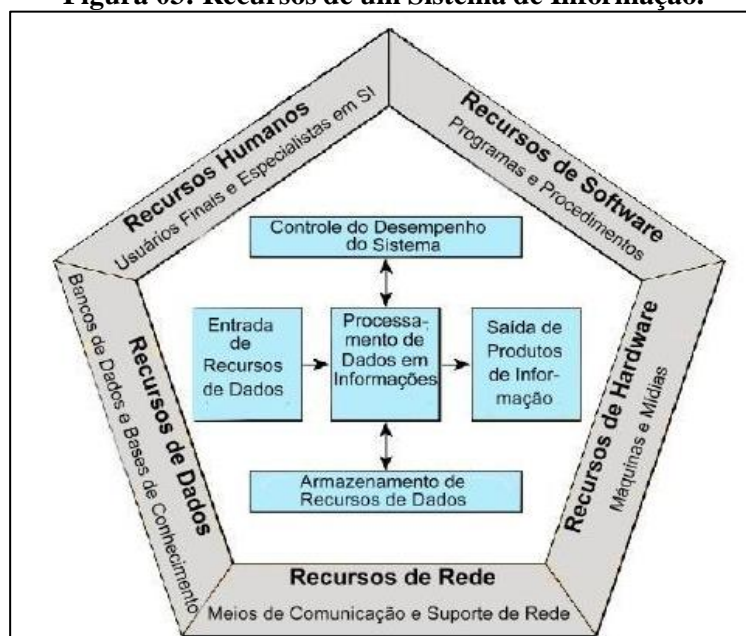 Figura 03: Recursos de um Sistema de Informação.
Recursos Humanos
Usuários Finais e Especialistas em SI
Recursos de Software
Programas e Procedimentos
Controle do Desempenho
do Sistema
Entrada
de
Recursos
de Dados
Processa-
mento de
Dados em
Informações
Saída de
Produtos
de Infor-
mação
Armazenamento de
Recursos de Dados
Recursos de Dados
Bancos de Dados e Bases de Conhecimento
Recursos de Hardware
Máquinas e Mídias
Recursos de Rede
Meios de Comunicação e Suporte de Rede